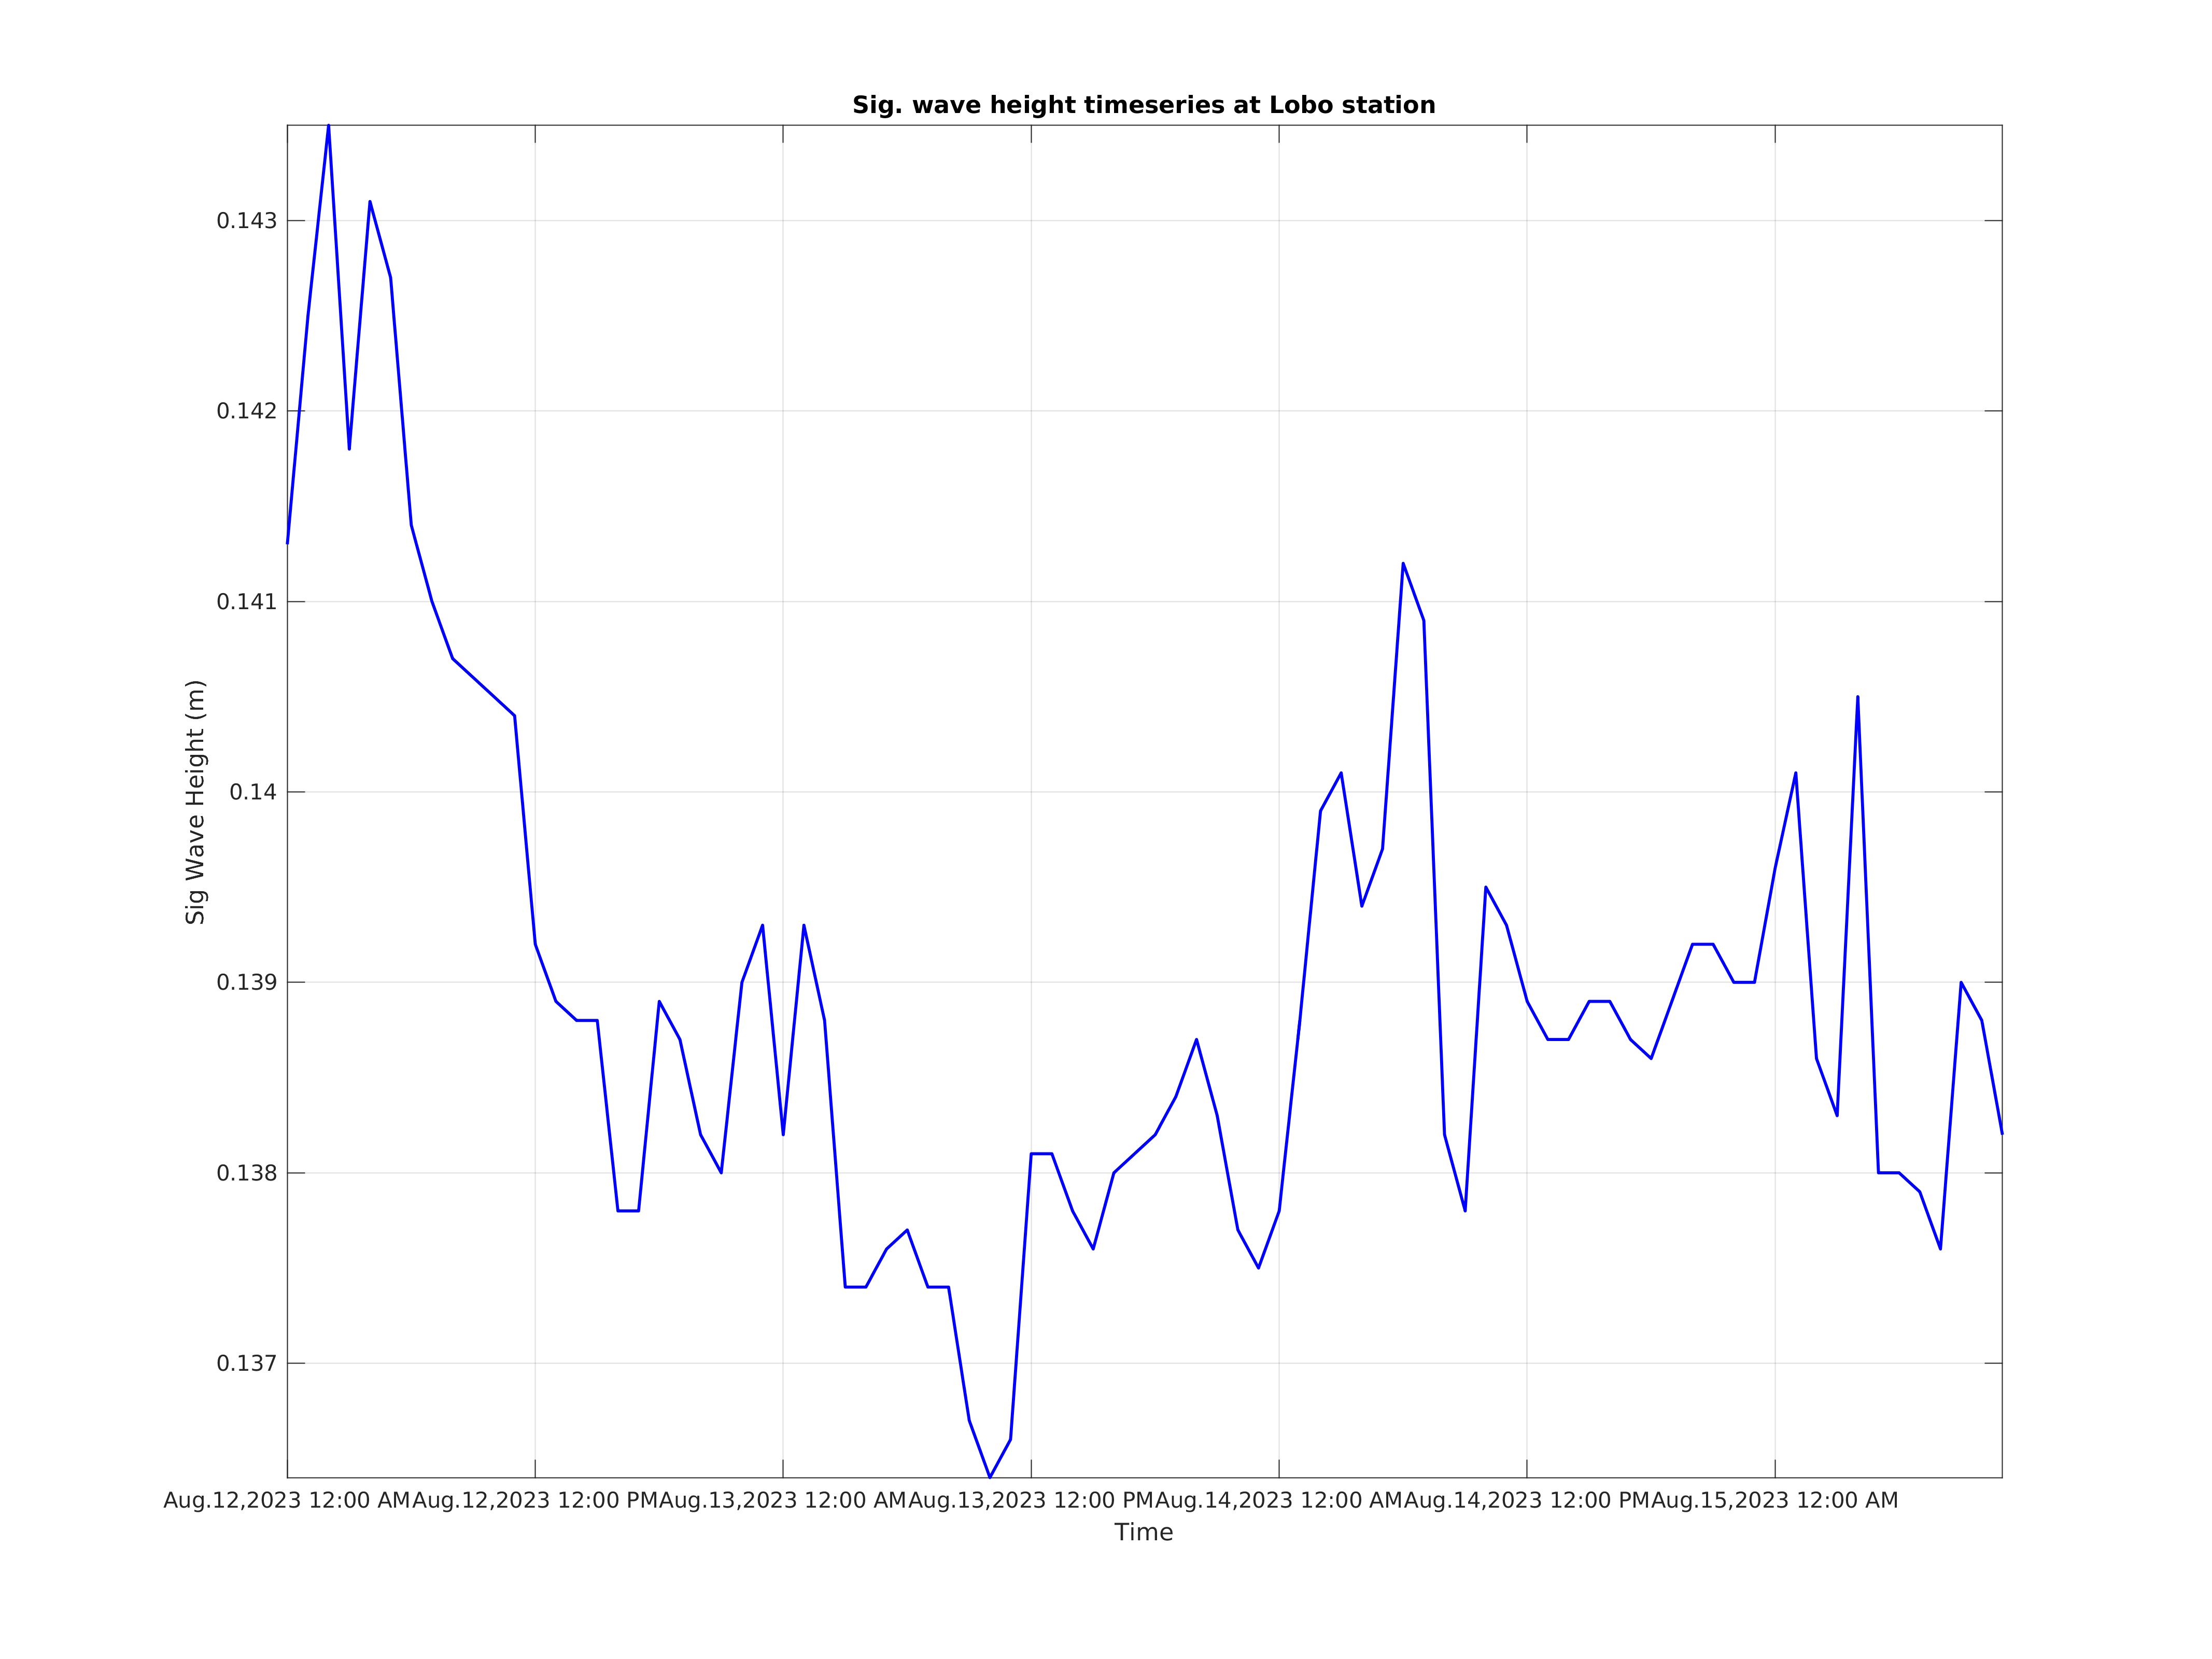 Sig. wave height timeseries at Lobo station
0.143
0.142
0.141
0.14
0.139
0.138
0.137
Sig Wave Height (m)
Aug.12,2023 12:00 AM Aug.12,2023 12:00 PM Aug.13,2023 12:00 AM Aug.13,2023 12:00 PM Aug.14,2023 12:00 AM Aug.14,2023 12:00 PM Aug.15,2023 12:00 AM
Time